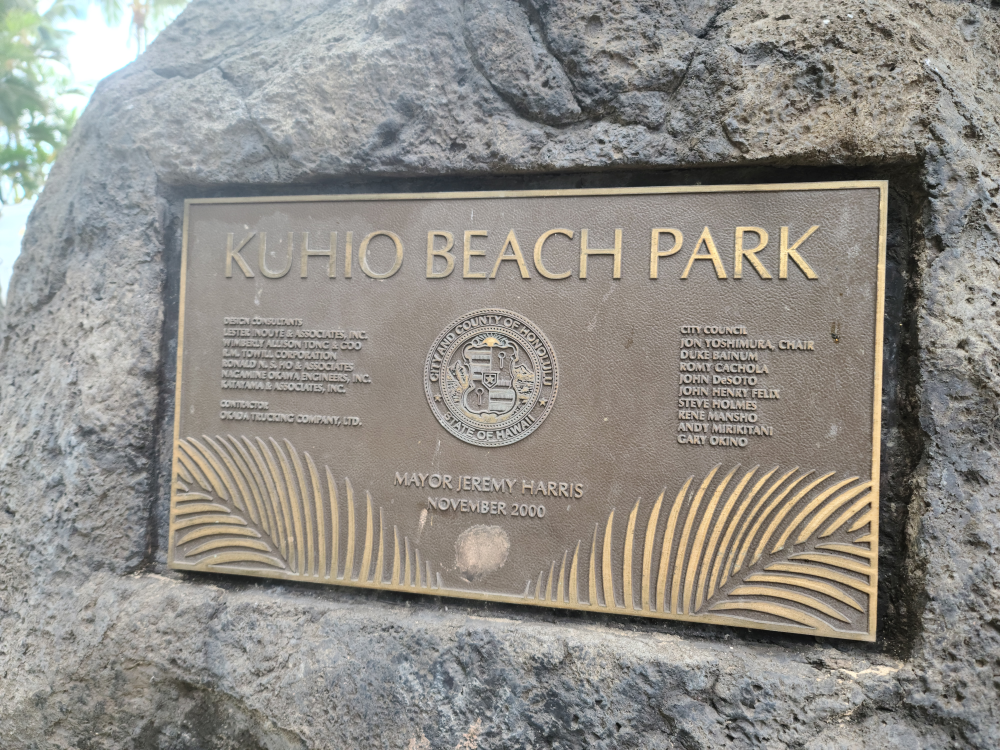 KUHIO BEACH PARK
DESIGN CONSULTANTS
LESTER INOUYE & ASSOCIATES, INC.
WIMBERLY ALLISON TONG & GOO
R.M. TOWILL CORPORATION
RONALD N.S. HO & ASSOCIATES
NAGAMINE OKAWA ENGINEERS, INC.
KATAYAMA & ASSOCIATES, INC.
CONTRACTOR
OKADA TRUCKING COMPANY, LTD.
CITY AND COUNTY OF HONOLULU
STATE OF HAWAII
CITY COUNCIL
JON YOSHIMURA, CHAIR
DUKE BAINUM
ROMY CACHOLA
JOHN DeSOTO
JOHN HENRY FELIX
STEVE HOLMES
RENE MANSHO
ANDY MIRIKITANI
GARY OKINO
MAYOR JEREMY HARRIS
NOVEMBER 2000